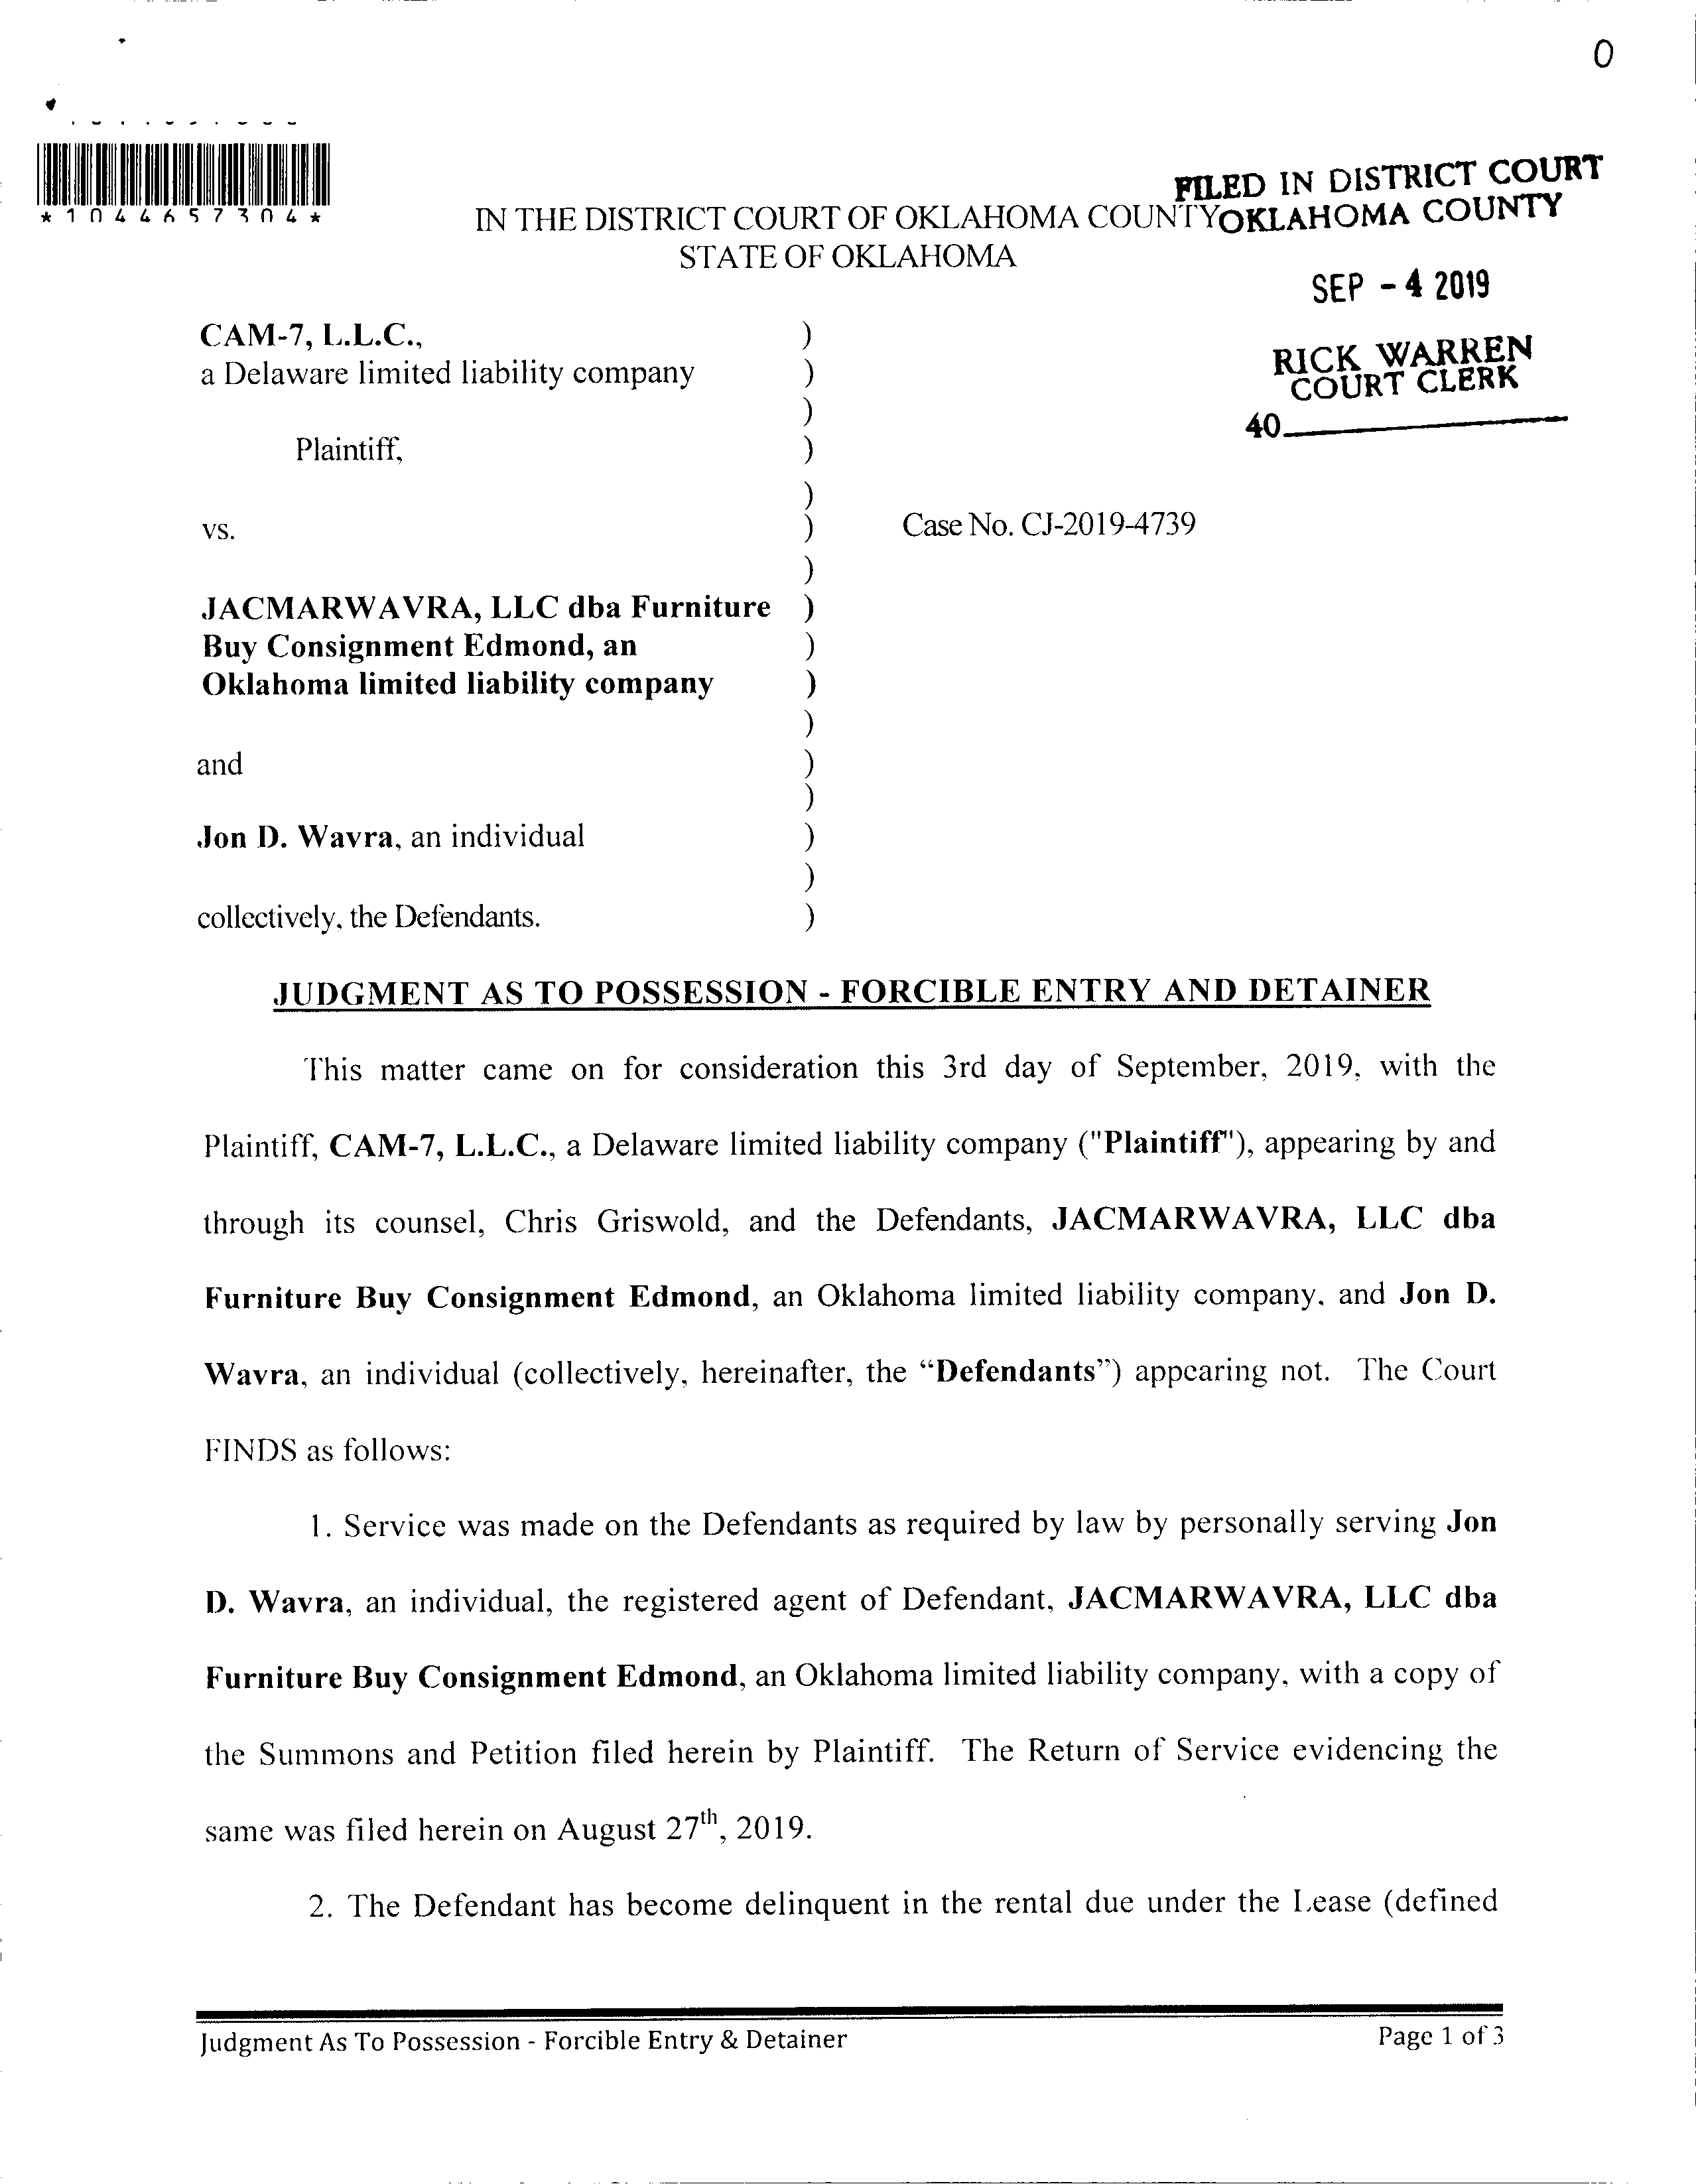 0
*1044657304*
FILED IN DISTRICT COURT
OKLAHOMA COUNTY
IN THE DISTRICT COURT OF OKLAHOMA COUNTY
STATE OF OKLAHOMA
SEP - 4 2019
RICK WARREN
COURT CLERK
40
CAM-7, L.L.C., )
a Delaware limited liability company )
)
Plaintiff, )
)
vs. ) Case No. CJ-2019-4739
)
JACMARWAVRA, LLC dba Furniture )
Buy Consignment Edmond, an )
Oklahoma limited liability company )
)
and )
)
Jon D. Wavra, an individual )
)
collectively, the Defendants. )
JUDGMENT AS TO POSSESSION - FORCIBLE ENTRY AND DETAINER
This matter came on for consideration this 3rd day of September, 2019, with the
Plaintiff, CAM-7, L.L.C., a Delaware limited liability company ("Plaintiff"), appearing by and
through its counsel, Chris Griswold, and the Defendants, JACMARWAVRA, LLC dba
Furniture Buy Consignment Edmond, an Oklahoma limited liability company, and Jon D.
Wavra, an individual (collectively, hereinafter, the “Defendants”) appearing not. The Court
FINDS as follows:
1. Service was made on the Defendants as required by law by personally serving Jon
D. Wavra, an individual, the registered agent of Defendant, JACMARWAVRA, LLC dba
Furniture Buy Consignment Edmond, an Oklahoma limited liability company, with a copy of
the Summons and Petition filed herein by Plaintiff. The Return of Service evidencing the
same was filed herein on August 27th, 2019.
2. The Defendant has become delinquent in the rental due under the Lease (defined
Judgment As To Possession - Forcible Entry & Detainer Page 1 of 3